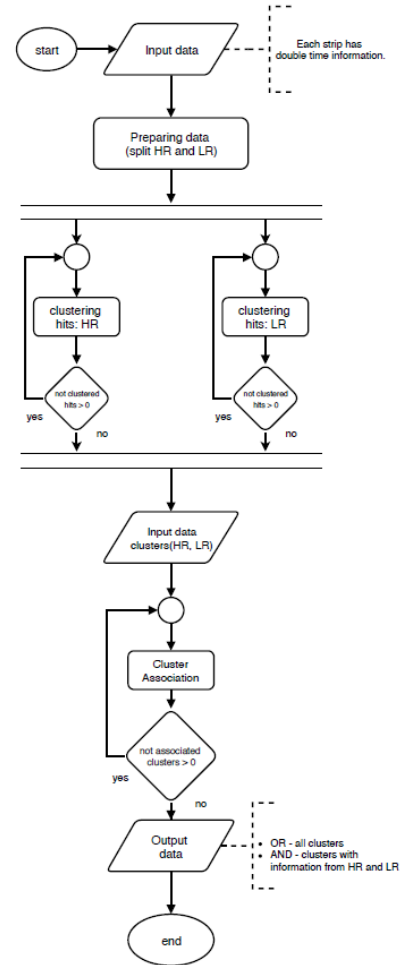 start
Input data
Each strip has
double time information.
Preparing data
(split HR and LR)
clustering
hits: HR
clustering
hits: LR
not clustered
hits > 0
not clustered
hits > 0
yes
no
yes
no
Input data
clusters(HR, LR)
Cluster
Association
not associated
clusters > 0
yes
no
Output
data
• OR - all clusters
• AND - clusters with
information from HR and LR
end